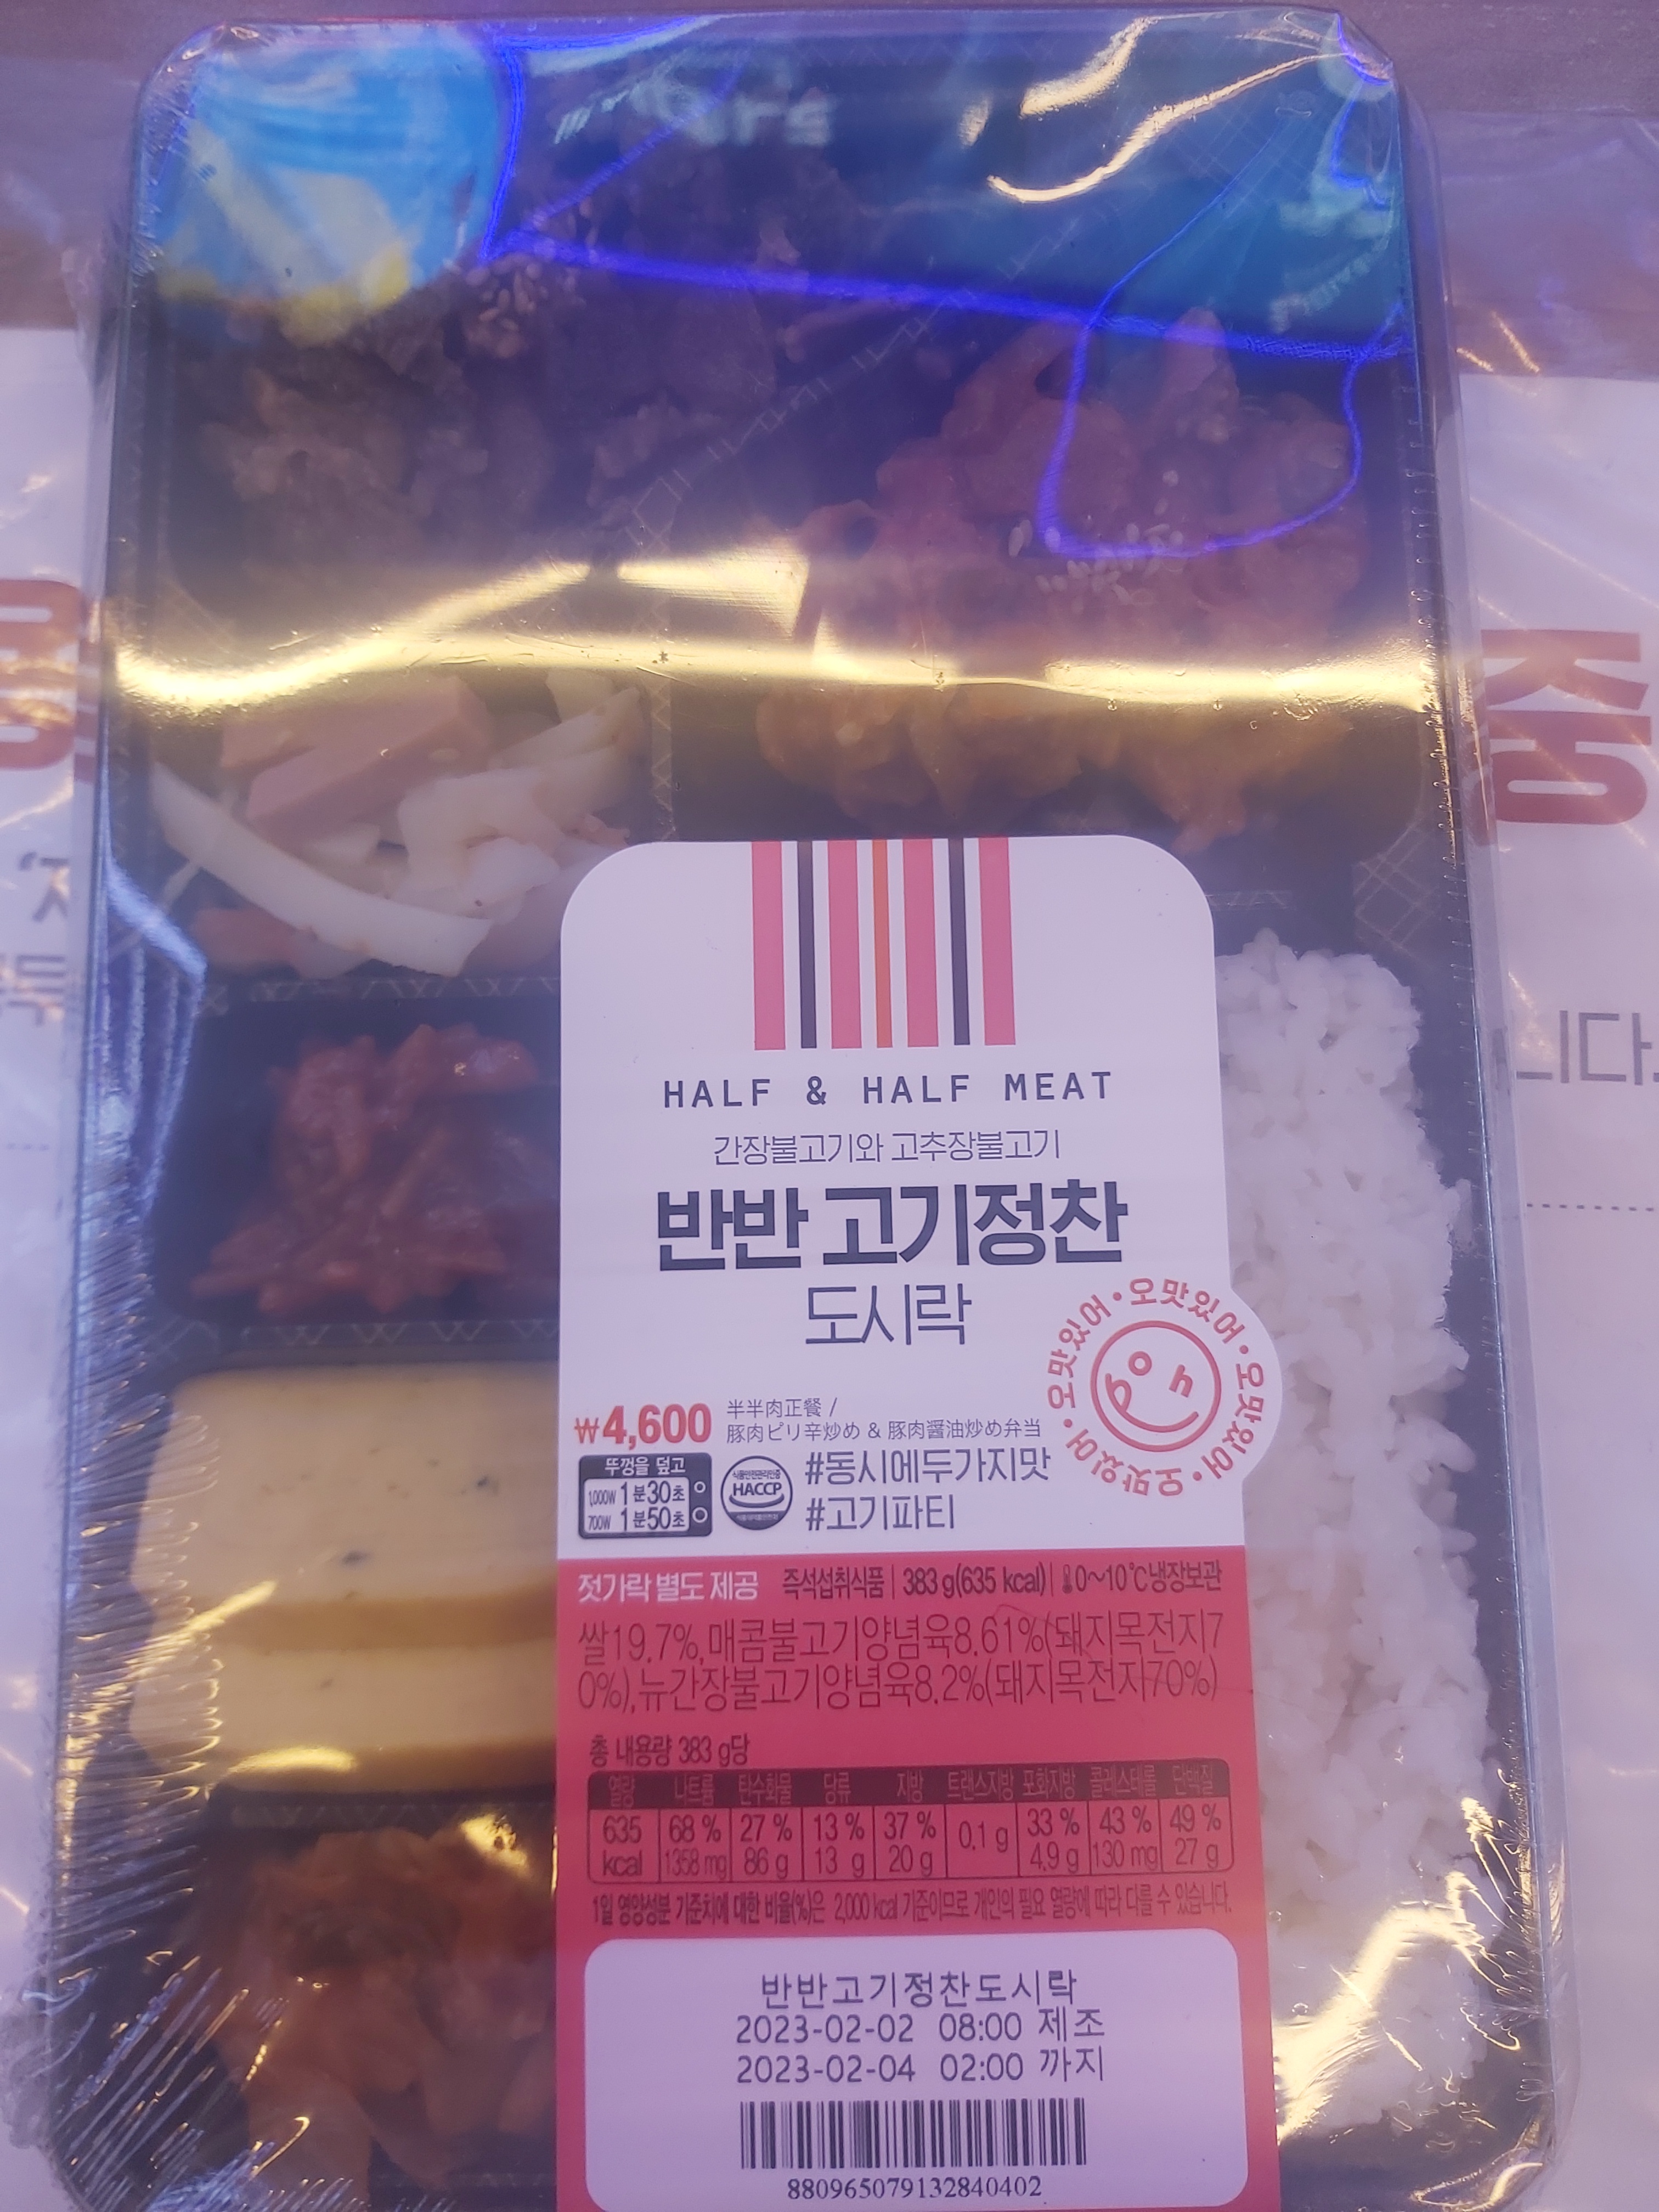 HALF & HALF MEAT
간장불고기와 고추장불고기
반반 고기정찬
도시락
오맛있어 · 오맛있어 · 오맛있어 · 오맛있어 ·
oh
₩4,600
半半肉正餐 /
豚肉ピリ辛炒め & 豚肉醤油炒め弁当
뚜껑을 덮고
1,000W 1분30초
700W 1분50초
HACCP
#동시에두가지맛
#고기파티
젓가락 별도 제공 즉석섭취식품 | 383 g(635 kcal) | 0~10℃냉장보관
쌀19.7%,매콤불고기양념육8.61%(돼지목전지7
0%),뉴간장불고기양념육8.2%(돼지목전지70%)
총 내용량 383 g당
열량 나트륨 탄수화물 당류 지방 트랜스지방 포화지방 콜레스테롤 단백질
635 68 % 27 % 13 % 37 % 0.1 g 33 % 43 % 49 %
kcal 1358 mg 86 g 13 g 20 g 4.9 g 130 mg 27 g
1일 영양성분 기준치에 대한 비율(%)은 2,000 kcal 기준이므로 개인의 필요 열량에 따라 다를 수 있습니다.
반반고기정찬도시락
2023-02-02 08:00 제조
2023-02-04 02:00 까지
880965079132840402
중
니다.